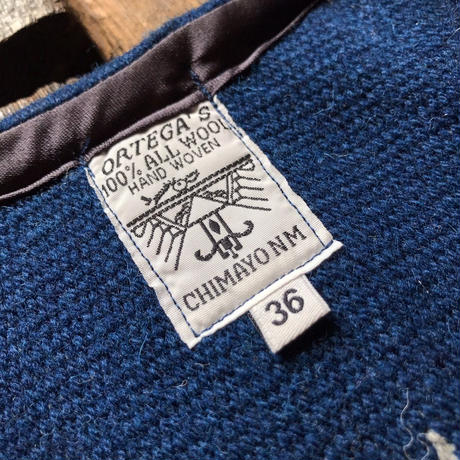 ORTEGA'S
100% ALL WOOL
HAND WOVEN
CHIMAYO NM
36